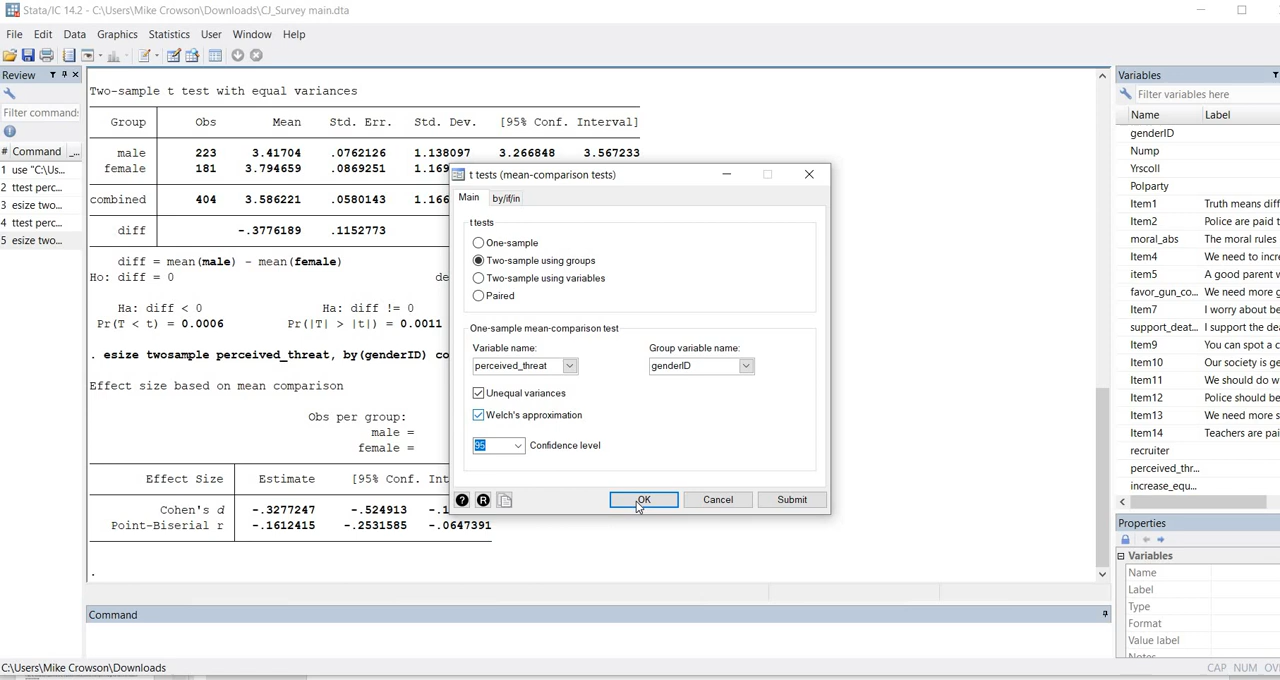 Stata/IC 14.2 - C:\Users\Mike Crowson\Downloads\CJ_Survey main.dta
File Edit Data Graphics Statistics User Window Help
Review
Filter commands
# Command
1 use "C:\Us...
2 ttest perc...
3 esize two...
4 ttest perc...
5 esize two...
Two-sample t test with equal variances
Group Obs Mean Std. Err. Std. Dev. [95% Conf. Interval]
male 223 3.41704 .0762126 1.138097 3.266848 3.567233
female 181 3.794659 .0869251 1.169
combined 404 3.586221 .0580143 1.166
diff -.3776189 .1152773
diff = mean(male) - mean(female)
Ho: diff = 0 de
Ha: diff < 0 Ha: diff != 0
Pr(T < t) = 0.0006 Pr(|T| > |t|) = 0.0011
. esize twosample perceived_threat, by(genderID) co
Effect size based on mean comparison
Obs per group:
male =
female =
Effect Size Estimate [95% Conf. Int
Cohen's d -.3277247 -.524913 -.1
Point-Biserial r -.1612415 -.2531585 -.0647391
.
t tests (mean-comparison tests)
Main by/if/in
t tests
One-sample
Two-sample using groups
Two-sample using variables
Paired
One-sample mean-comparison test
Variable name: Group variable name:
perceived_threat genderID
Unequal variances
Welch's approximation
95 Confidence level
OK Cancel Submit
Variables
Filter variables here
Name Label
genderID
Nump
Yrscoll
Polparty
Item1 Truth means diff
Item2 Police are paid t
moral_abs The moral rules
Item4 We need to incre
item5 A good parent w
favor_gun_co... We need more g
Item7 I worry about be
support_deat... I support the dea
Item9 You can spot a c
Item10 Our society is ge
Item11 We should do w
Item12 Police should be
Item13 We need more s
Item14 Teachers are pai
recruiter
perceived_thr...
increase_equ...
Properties
Variables
Name
Label
Type
Format
Value label
Notes
Command
C:\Users\Mike Crowson\Downloads
CAP NUM OV